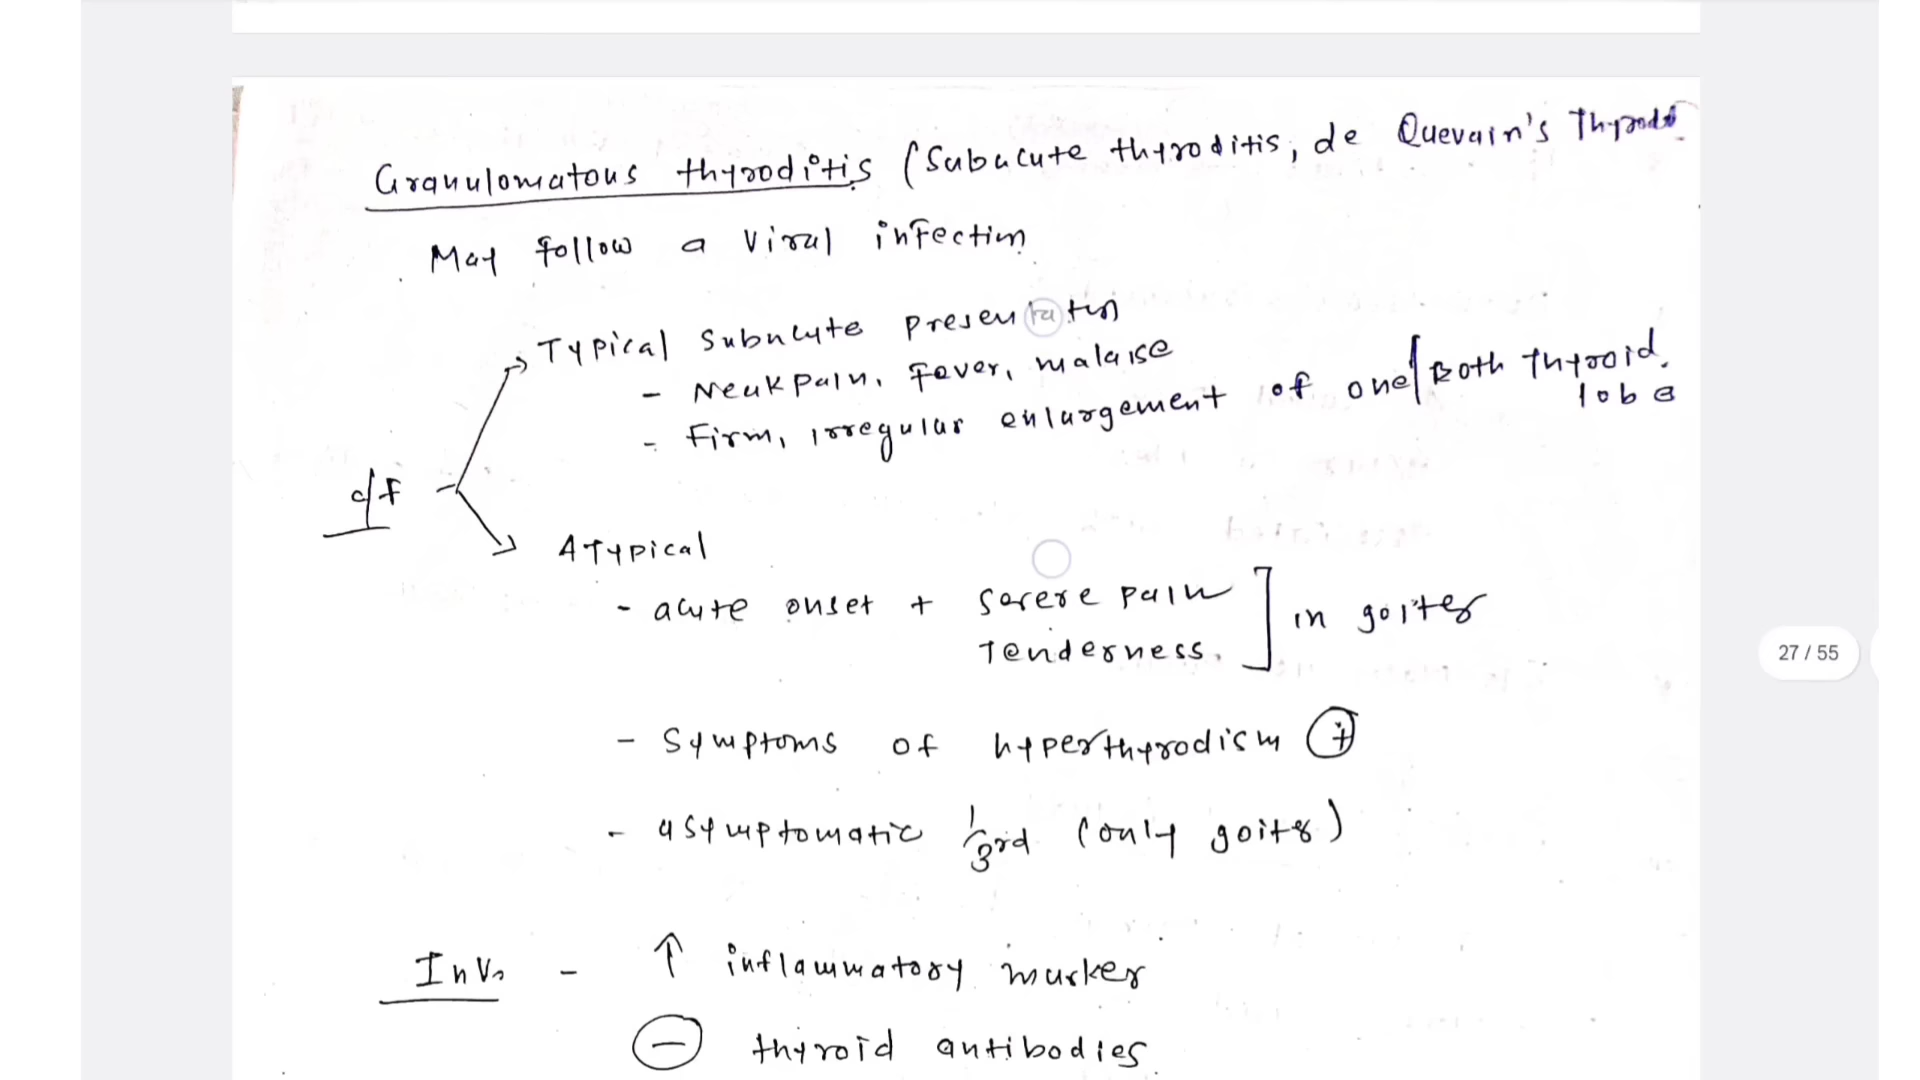 Granulomatous thyroditis (Subacute thyroditis, de Quevain's Thyrodi
May follow a viral infection
Typical subacute presentation
- Neck pain, Fever, malaise
- Firm, irregular enlargement of one/Both thyroid lobe
c/f -
Atypical
- acute onset + severe pain
Tenderness.
] in goiter
- Symptoms of hyperthyrodism (+)
- asymptomatic 1/3rd (only goiter)
Inv. - ↑ inflammatory marker
(-) thyroid antibodies
27 / 55